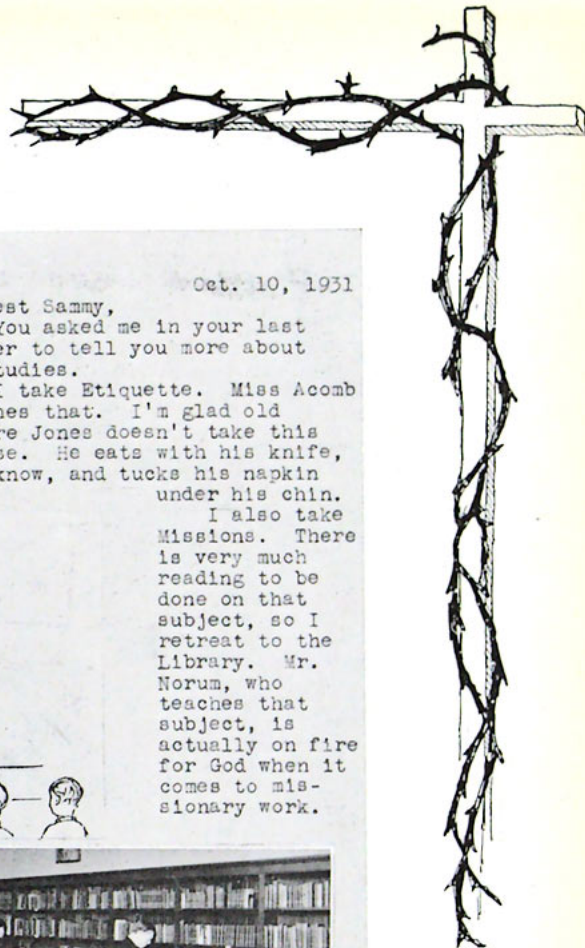 Oct. 10, 1931
est Sammy,
You asked me in your last
er to tell you more about
tudies.
I take Etiquette. Miss Acomb
hes that. I'm glad old
re Jones doesn't take this
se. He eats with his knife,
know, and tucks his napkin
under his chin.
I also take
Missions. There
is very much
reading to be
done on that
subject, so I
retreat to the
Library. Mr.
Norum, who
teaches that
subject, is
actually on fire
for God when it
comes to mis-
sionary work.